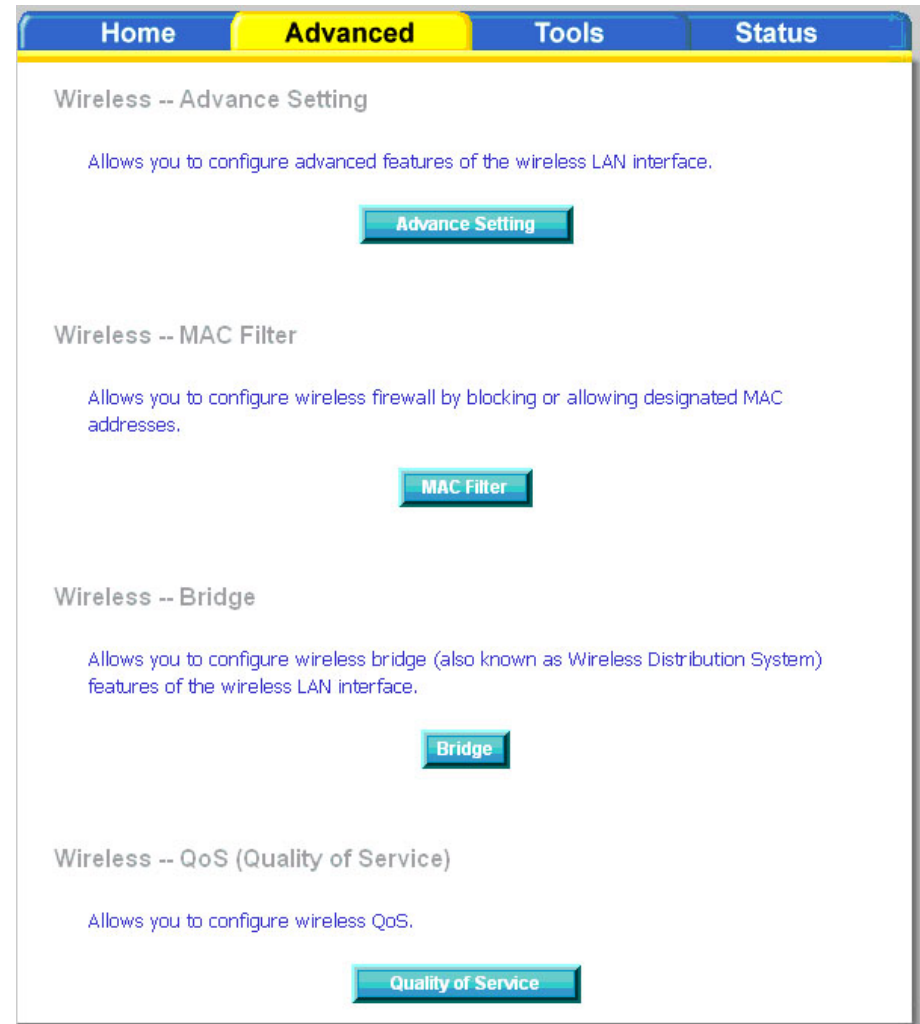 Home Advanced Tools Status
Wireless -- Advance Setting
Allows you to configure advanced features of the wireless LAN interface.
Advance Setting
Wireless -- MAC Filter
Allows you to configure wireless firewall by blocking or allowing designated MAC
addresses.
MAC Filter
Wireless -- Bridge
Allows you to configure wireless bridge (also known as Wireless Distribution System)
features of the wireless LAN interface.
Bridge
Wireless -- QoS (Quality of Service)
Allows you to configure wireless QoS.
Quality of Service